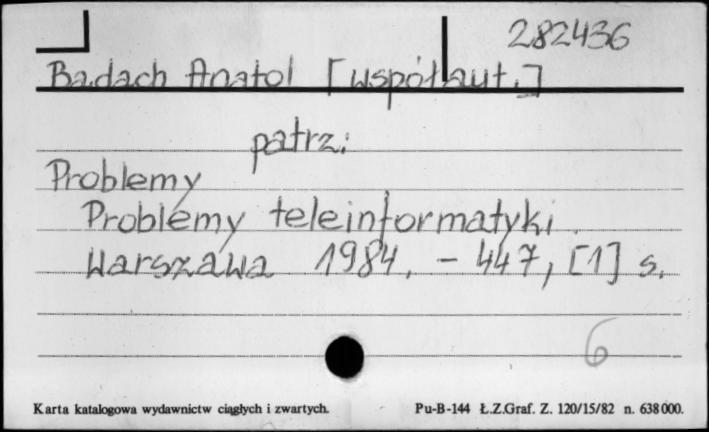 282436
Badach Anatol [współaut.]
patrz:
Problemy
Problemy teleinformatyki.
Warszawa 1984. - 447, [1] s.
6
Karta katalogowa wydawnictw ciągłych i zwartych. Pu-B-144 Ł.Z.Graf. Z. 120/15/82 n. 638 000.